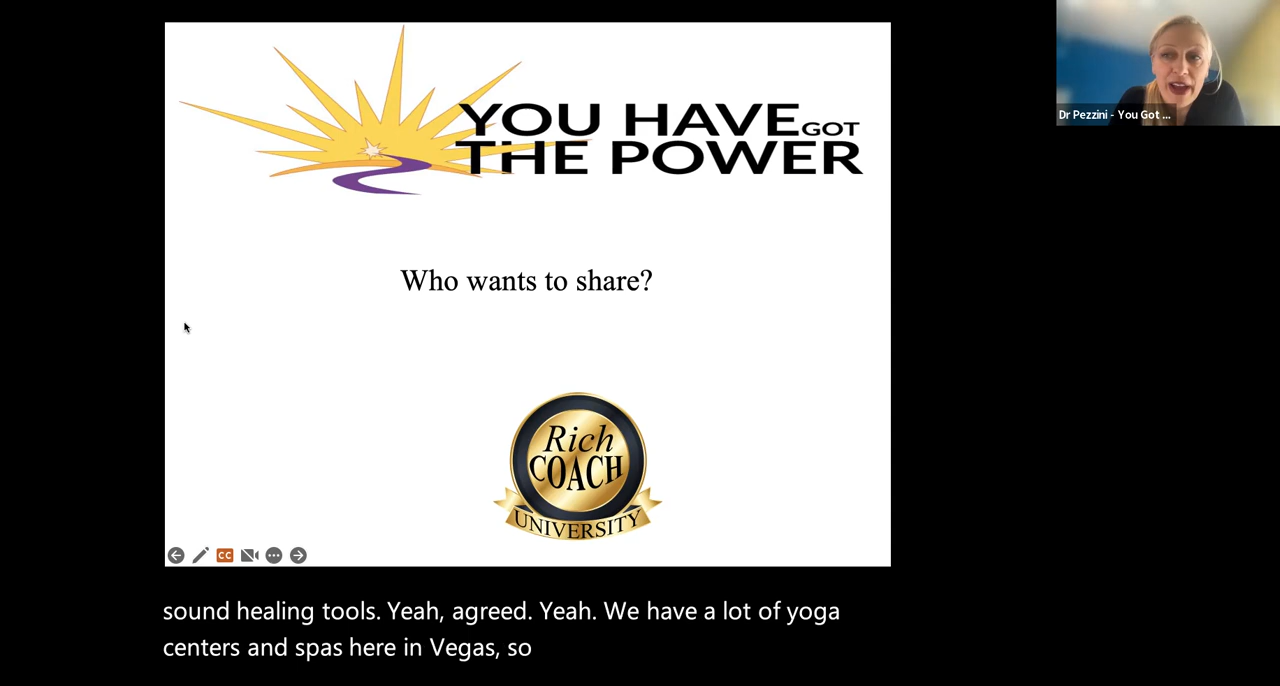 YOU HAVE GOT
THE POWER
Dr Pezzini - You Got ...
Who wants to share?
Rich
COACH
UNIVERSITY
CC
sound healing tools. Yeah, agreed. Yeah. We have a lot of yoga
centers and spas here in Vegas, so